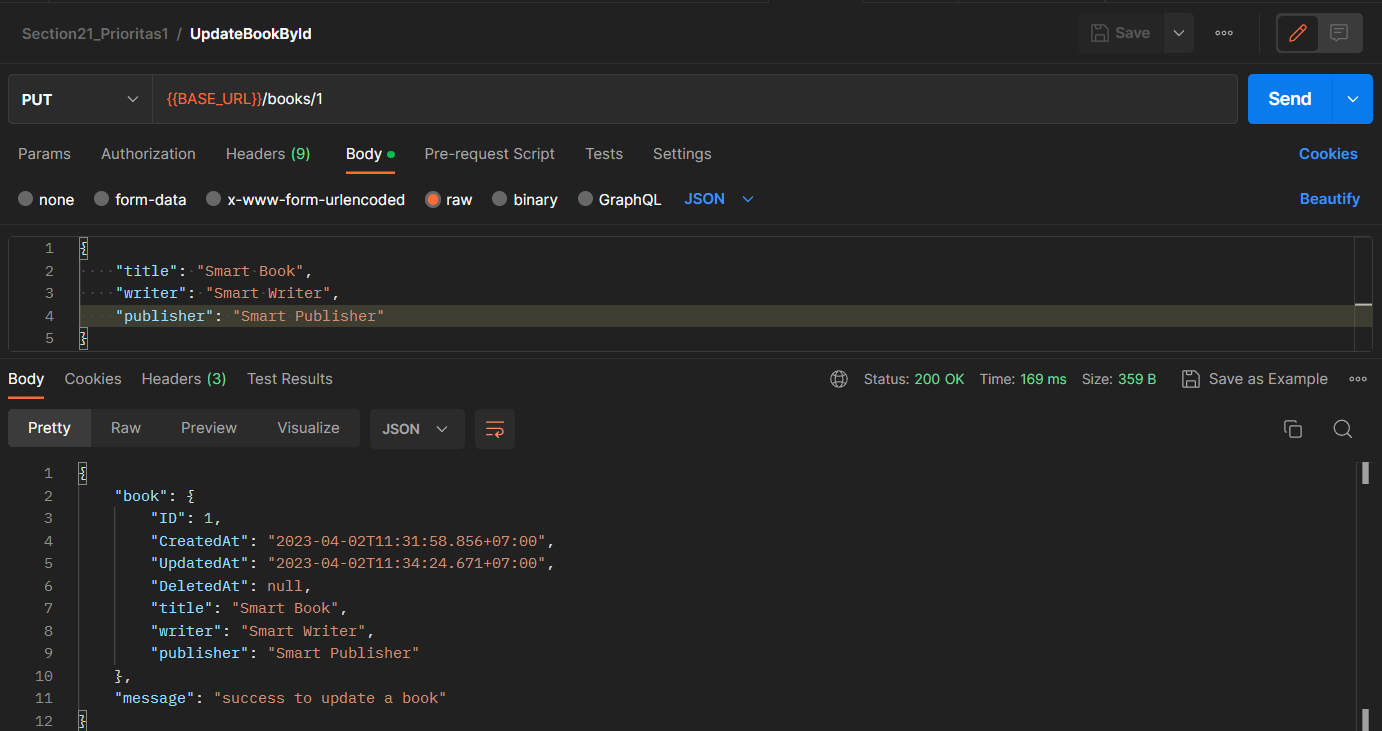 Section21_Prioritas1 / UpdateBookById Save ooo
PUT {{BASE_URL}}/books/1 Send
Params Authorization Headers (9) Body Pre-request Script Tests Settings Cookies
none form-data x-www-form-urlencoded raw binary GraphQL JSON Beautify
1 {
2 ····"title":·"Smart·Book",
3 ····"writer":·"Smart·Writer",
4 ····"publisher":·"Smart·Publisher"
5 }
Body Cookies Headers (3) Test Results Status: 200 OK Time: 169 ms Size: 359 B Save as Example ooo
Pretty Raw Preview Visualize JSON
1 {
2 "book": {
3 "ID": 1,
4 "CreatedAt": "2023-04-02T11:31:58.856+07:00",
5 "UpdatedAt": "2023-04-02T11:34:24.671+07:00",
6 "DeletedAt": null,
7 "title": "Smart Book",
8 "writer": "Smart Writer",
9 "publisher": "Smart Publisher"
10 },
11 "message": "success to update a book"
12 }